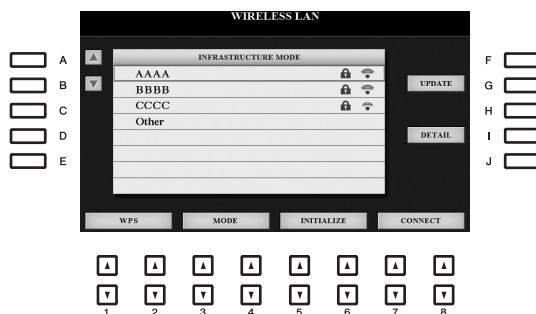 WIRELESS LAN
INFRASTRUCTURE MODE
A
AAAA
F
B
BBBB
UPDATE
G
C
CCCC
H
D
Other
DETAIL
I
E
J
WPS MODE INITIALIZE CONNECT
1 2 3 4 5 6 7 8